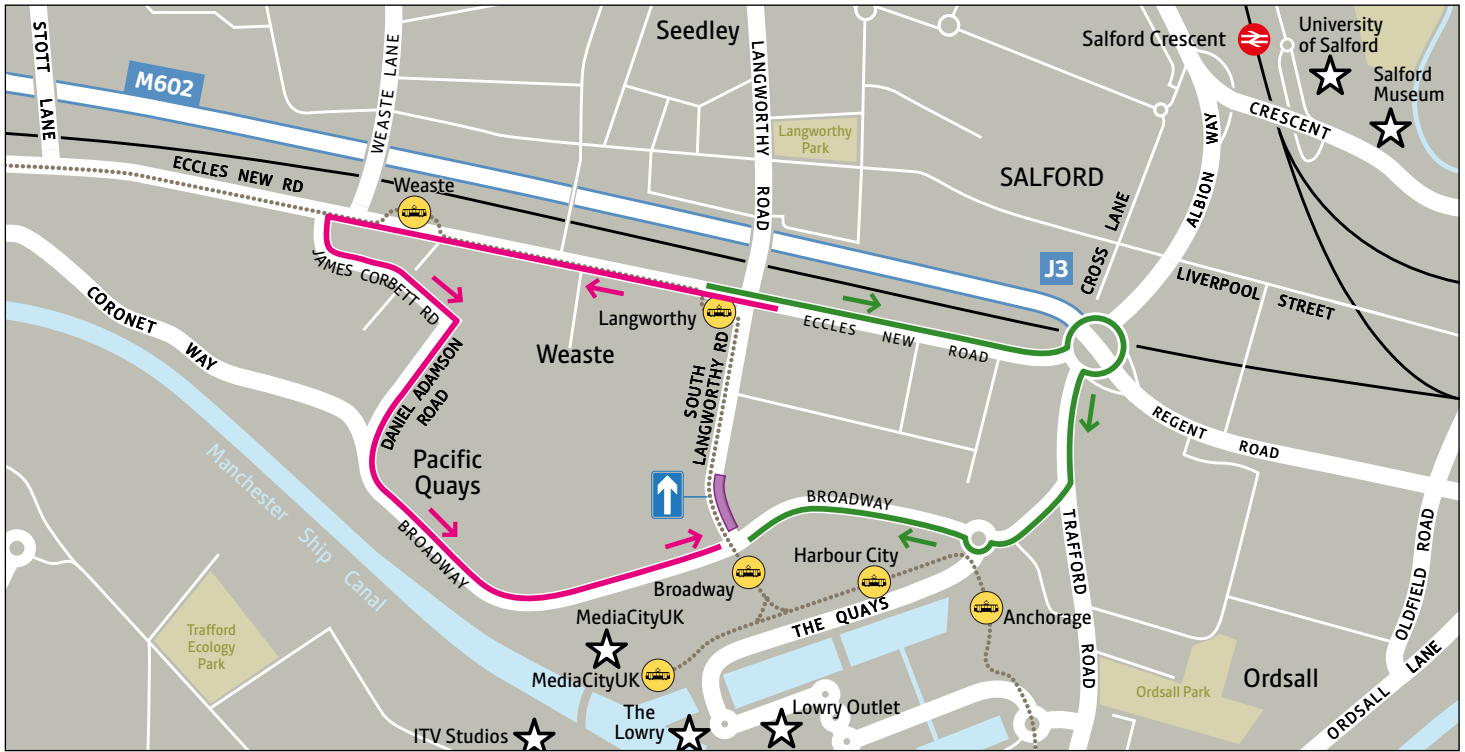 STOTT
LANE
M602
WEASTE LANE
Seedley
LANGWORTHY
ROAD
Langworthy
Park
Salford Crescent
University
of Salford
Salford
Museum
CRESCENT
ALBION
WAY
SALFORD
CROSS LANE
J3
LIVERPOOL
STREET
ECCLES NEW RD
Weaste
JAMES CORBETT RD
CORONET
WAY
Langworthy
Weaste
ECCLES NEW ROAD
SOUTH
LANGWORTHY RD
DANIEL ADAMSON
ROAD
REGENT ROAD
Pacific
Quays
Manchester Ship Canal
BROADWAY
BROADWAY
TRAFFORD
ROAD
OLDFIELD ROAD
Harbour City
Broadway
THE QUAYS
Anchorage
MediaCityUK
MediaCityUK
Trafford
Ecology
Park
Ordsall Park
Ordsall
ORDSALL LANE
ITV Studios
The
Lowry
Lowry Outlet